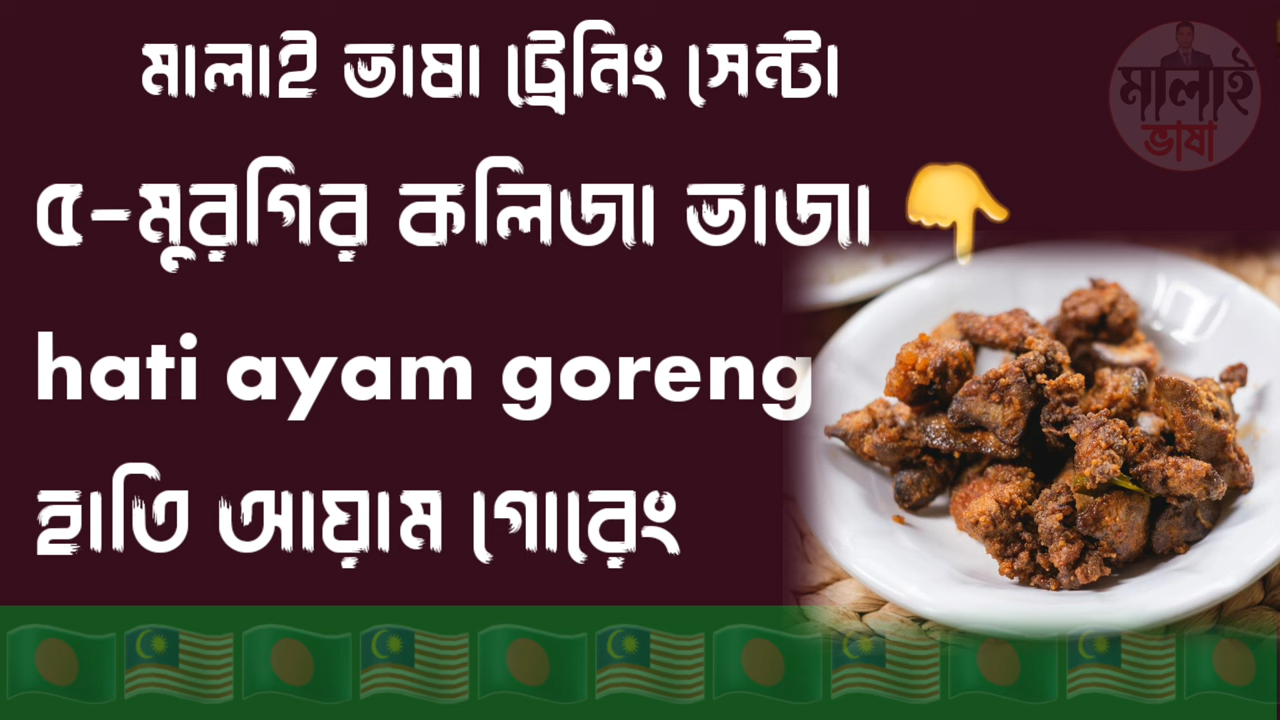 মালাই ভাষা ট্রেনিং সেন্টা
মালাই
ভাষা
৫-মুরগির কলিজা ভাজা
hati ayam goreng
হাতি আয়াম গোরেং